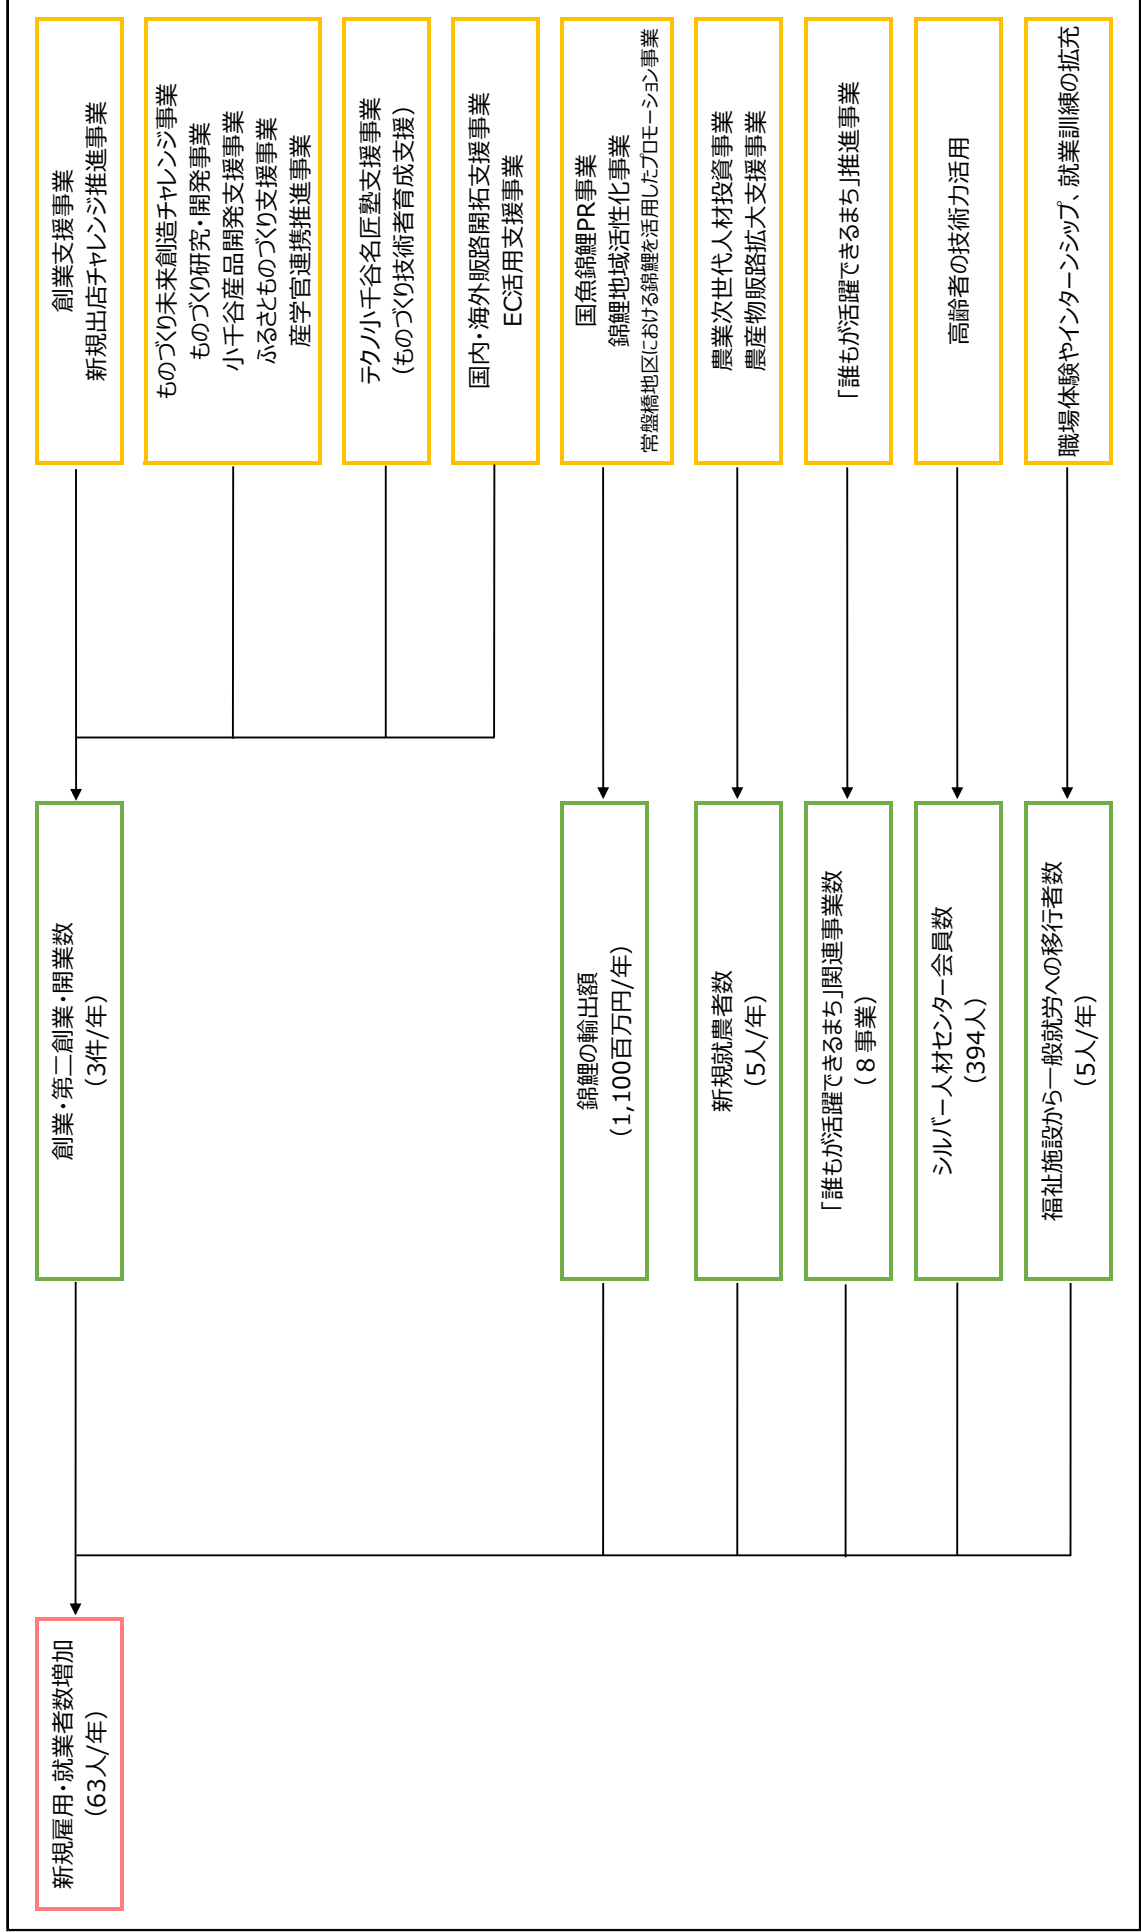 新規雇用・就業者数増加
(63人/年)
創業・第二創業・開業数
(3件/年)
錦鯉の輸出額
(1,100百万円/年)
新規就農者数
(5人/年)
「誰もが活躍できるまち」関連事業数
(８事業)
シルバー人材センター会員数
(394人)
福祉施設から一般就労への移行者数
(5人/年)
創業支援事業
新規出店チャレンジ推進事業
ものづくり未来創造チャレンジ事業
ものづくり研究・開発事業
小千谷産品開発支援事業
ふるさとものづくり支援事業
産学官連携推進事業
テクノ小千谷名匠塾支援事業
(ものづくり技術者育成支援)
国内・海外販路開拓支援事業
EC活用支援事業
国魚錦鯉PR事業
錦鯉地域活性化事業
常盤橋地区における錦鯉を活用したプロモーション事業
農業次世代人材投資事業
農産物販路拡大支援事業
「誰もが活躍できるまち」推進事業
高齢者の技術力活用
職場体験やインターンシップ、就業訓練の拡充